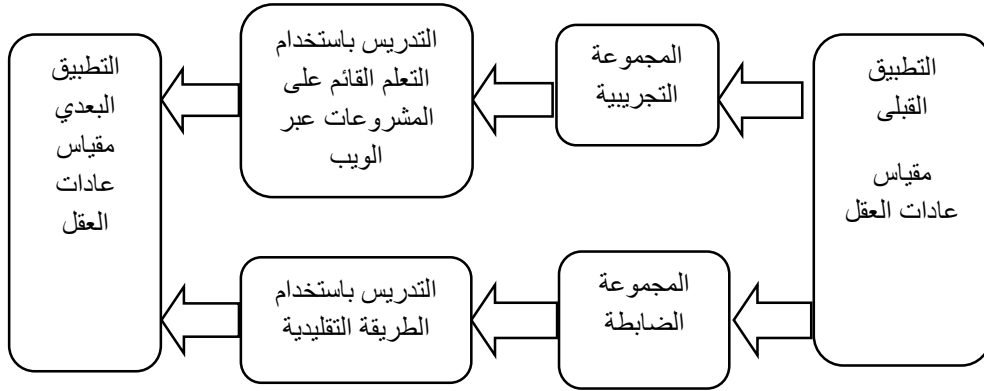 التطبيق
القبلى
مقياس
عادات العقل
المجموعة
التجريبية
التدريس باستخدام
التعلم القائم على
المشروعات عبر
الويب
المجموعة
الضابطة
التدريس باستخدام
الطريقة التقليدية
التطبيق
البعدي
مقياس
عادات
العقل